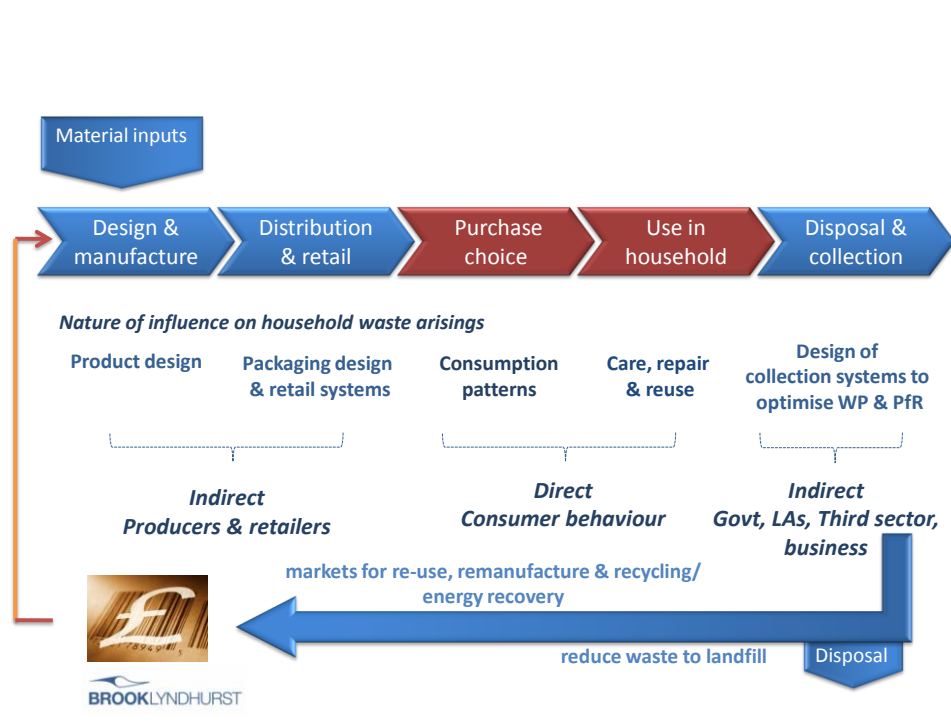 Material inputs
Design &
manufacture
Distribution
& retail
Purchase
choice
Use in
household
Disposal &
collection
Nature of influence on household waste arisings
Product design
Packaging design
& retail systems
Consumption
patterns
Care, repair
& reuse
Design of
collection systems to
optimise WP & PfR
Indirect
Producers & retailers
Direct
Consumer behaviour
Indirect
Govt, LAs, Third sector,
business
markets for re-use, remanufacture & recycling/
energy recovery
£
reduce waste to landfill
Disposal
BROOKLYNDHURST